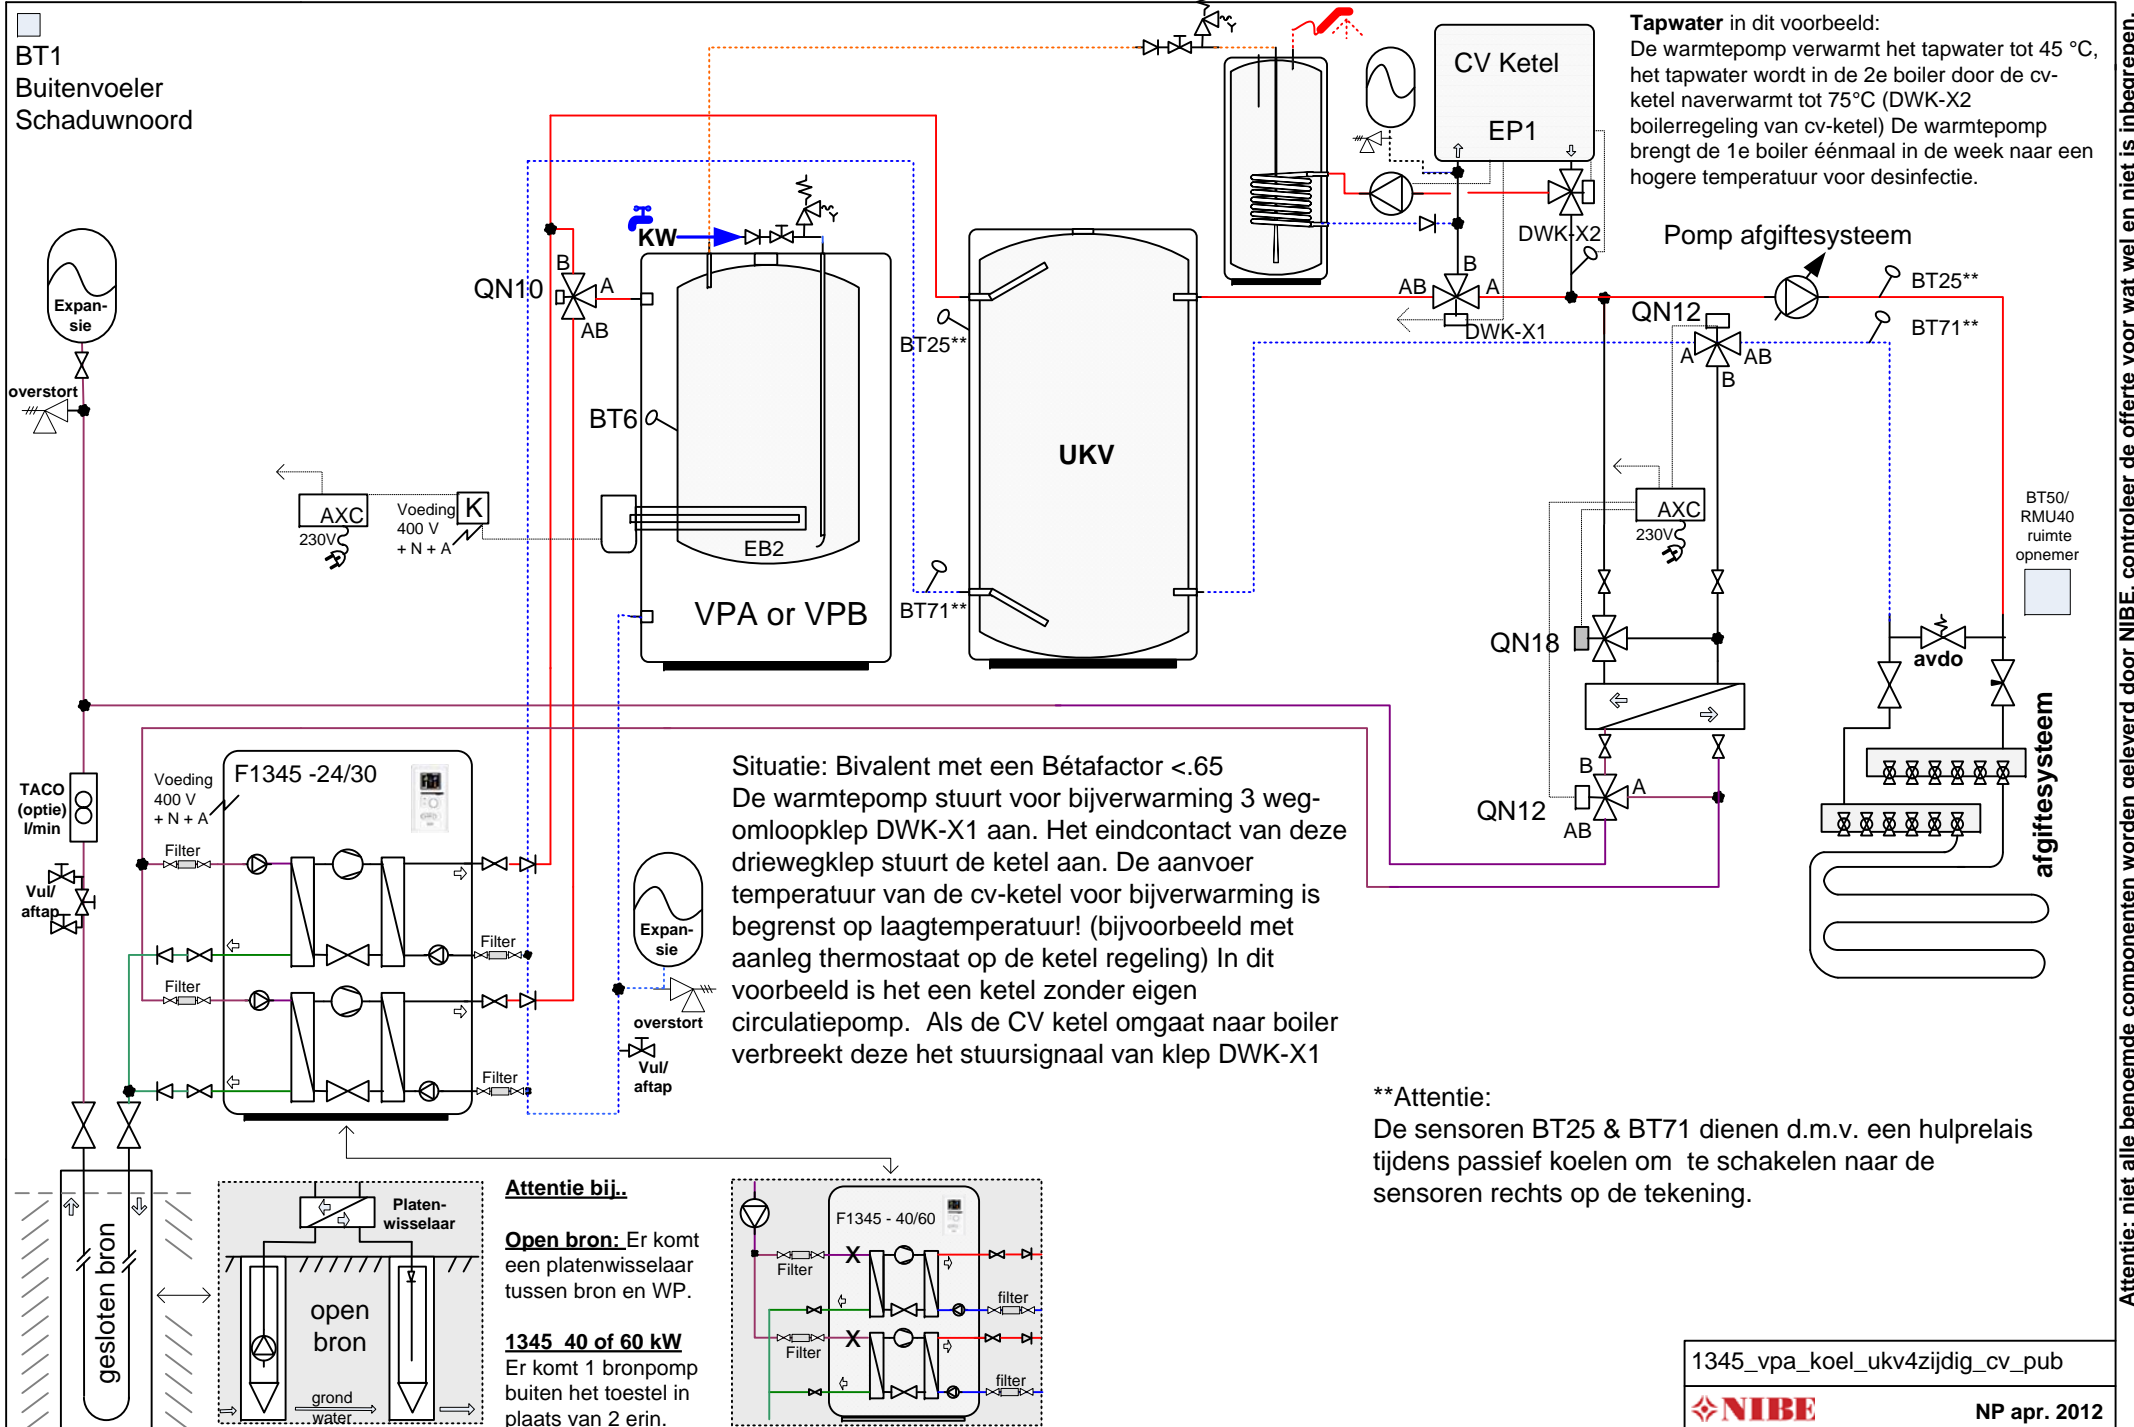 BT1
Buitenvoeler
Schaduwnoord
Tapwater in dit voorbeeld:
De warmtepomp verwarmt het tapwater tot 45 °C,
het tapwater wordt in de 2e boiler door de cv-
ketel naverwarmt tot 75°C (DWK-X2
boilerregeling van cv-ketel) De warmtepomp
brengt de 1e boiler éénmaal in de week naar een
hogere temperatuur voor desinfectie.
CV Ketel
EP1
DWK-X2
Pomp afgiftesysteem
KW
B
QN10
A
AB
B
AB
A
DWK-X1
BT25**
BT71**
QN12
A
AB
B
Expan-
sie
overstort
BT25**
BT6
UKV
AXC
230V
Voeding
400 V
+ N + A
K
EB2
VPA or VPB
BT71**
AXC
230V
BT50/
RMU40
ruimte
opnemer
QN18
avdo
afgiftesysteem
B
A
QN12
AB
TACO
(optie)
l/min
Vul/
aftap
Voeding
400 V
+ N + A
F1345 -24/30
Filter
Filter
Filter
Filter
Expan-
sie
overstort
Vul/
aftap
Situatie: Bivalent met een Bétafactor <.65
De warmtepomp stuurt voor bijverwarming 3 weg-
omloopklep DWK-X1 aan. Het eindcontact van deze
driewegklep stuurt de ketel aan. De aanvoer
temperatuur van de cv-ketel voor bijverwarming is
begrenst op laagtemperatuur! (bijvoorbeeld met
aanleg thermostaat op de ketel regeling) In dit
voorbeeld is het een ketel zonder eigen
circulatiepomp. Als de CV ketel omgaat naar boiler
verbreekt deze het stuursignaal van klep DWK-X1
**Attentie:
De sensoren BT25 & BT71 dienen d.m.v. een hulprelais
tijdens passief koelen om te schakelen naar de
sensoren rechts op de tekening.
gesloten bron
Platen-
wisselaar
open
bron
grond
water
Attentie bij..
Open bron: Er komt
een platenwisselaar
tussen bron en WP.
1345 40 of 60 kW
Er komt 1 bronpomp
buiten het toestel in
plaats van 2 erin.
F1345 - 40/60
X
Filter
filter
X
Filter
filter
1345_vpa_koel_ukv4zijdig_cv_pub
NIBE
NP apr. 2012
Attentie: niet alle benoemde componenten worden geleverd door NIBE, controleer de offerte voor wat wel en niet is inbegrepen.